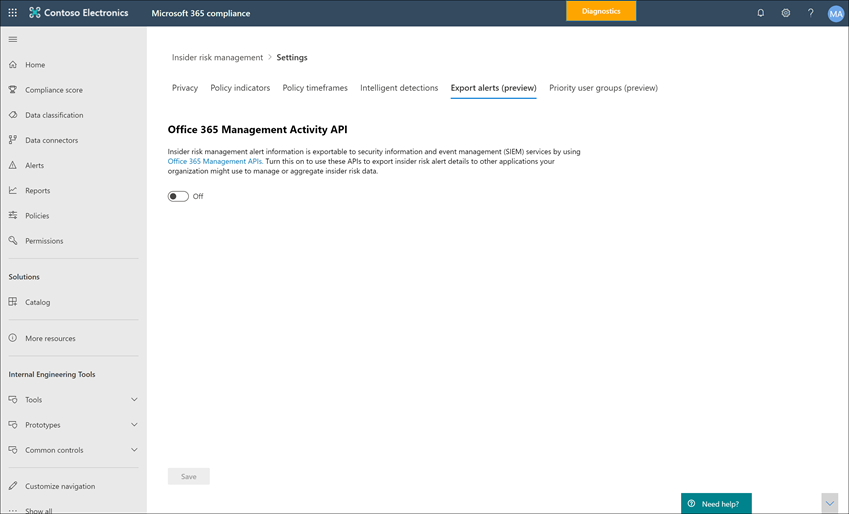 Contoso Electronics
Microsoft 365 compliance
Diagnostics
?
MA
Home
Compliance score
Data classification
Data connectors
Alerts
Reports
Policies
Permissions
Solutions
Catalog
More resources
Internal Engineering Tools
Tools
Prototypes
Common controls
Customize navigation
Show all
Insider risk management > Settings
Privacy Policy indicators Policy timeframes Intelligent detections Export alerts (preview) Priority user groups (preview)
Office 365 Management Activity API
Insider risk management alert information is exportable to security information and event management (SIEM) services by using
Office 365 Management APIs. Turn this on to use these APIs to export insider risk alert details to other applications your
organization might use to manage or aggregate insider risk data.
Off
Save
Need help?